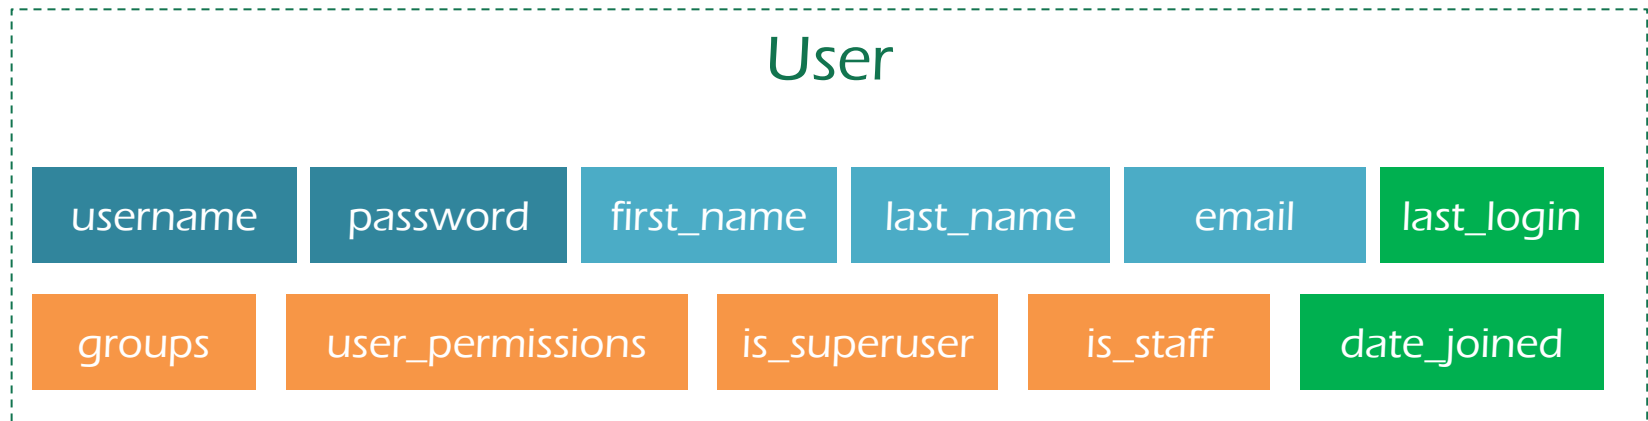 User
username password first_name last_name email last_login
groups user_permissions is_superuser is_staff date_joined